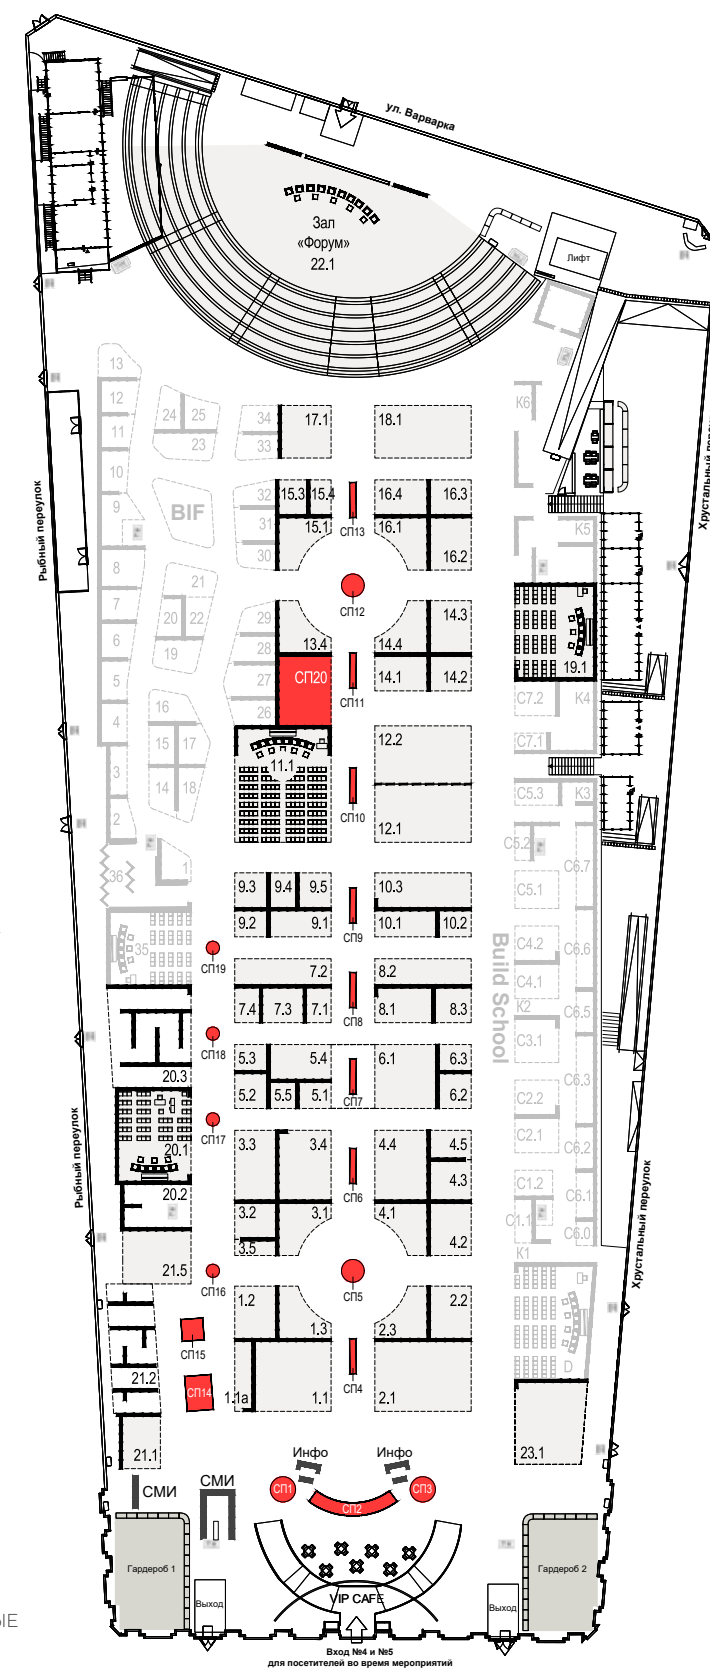 ул. Варварка
Зал
«Форум»
22.1
Лифт
Рыбный переулок
13
12
11
10
9
8
7
6
5
4
3
2
1
24
25
23
34
33
BIF
32
31
30
21
20
22
19
29
28
27
26
16
15
17
14
18
36
35
17.1
18.1
15.3
15.4
15.1
СП13
16.4
16.3
16.1
16.2
СП12
13.4
14.4
14.3
СП20
СП11
14.1
14.2
11.1
СП10
12.2
12.1
9.3
9.4
9.5
9.2
9.1
СП9
10.3
10.1
10.2
СП19
7.2
7.4
7.3
7.1
СП8
8.2
8.1
8.3
СП18
5.3
5.4
5.2
5.5
5.1
СП7
6.1
6.3
6.2
СП17
3.3
3.4
СП6
4.4
4.5
4.3
3.2
3.1
3.5
4.1
4.2
СП16
СП5
1.2
1.3
2.3
2.2
СП4
1.1а
1.1
2.1
K6
K5
19.1
C7.2
K4
C7.1
C5.3
K3
C5.2
C6.7
C5.1
Build School
C4.2
C6.6
C4.1
K2
C6.5
C3.1
C6.3
C2.2
C2.1
C6.2
C1.2
C6.1
C1.1
C6.0
K1
D
23.1
Хрустальный переулок
20.3
20.1
20.2
21.5
Рыбный переулок
СП15
СП14
21.2
21.1
СМИ
СМИ
Инфо
Инфо
СП1
СП2
СП3
Гардероб 1
Гардероб 2
Выход
VIP CAFE
Выход
Вход №4 и №5
для посетителей во время мероприятий
ЫЕ